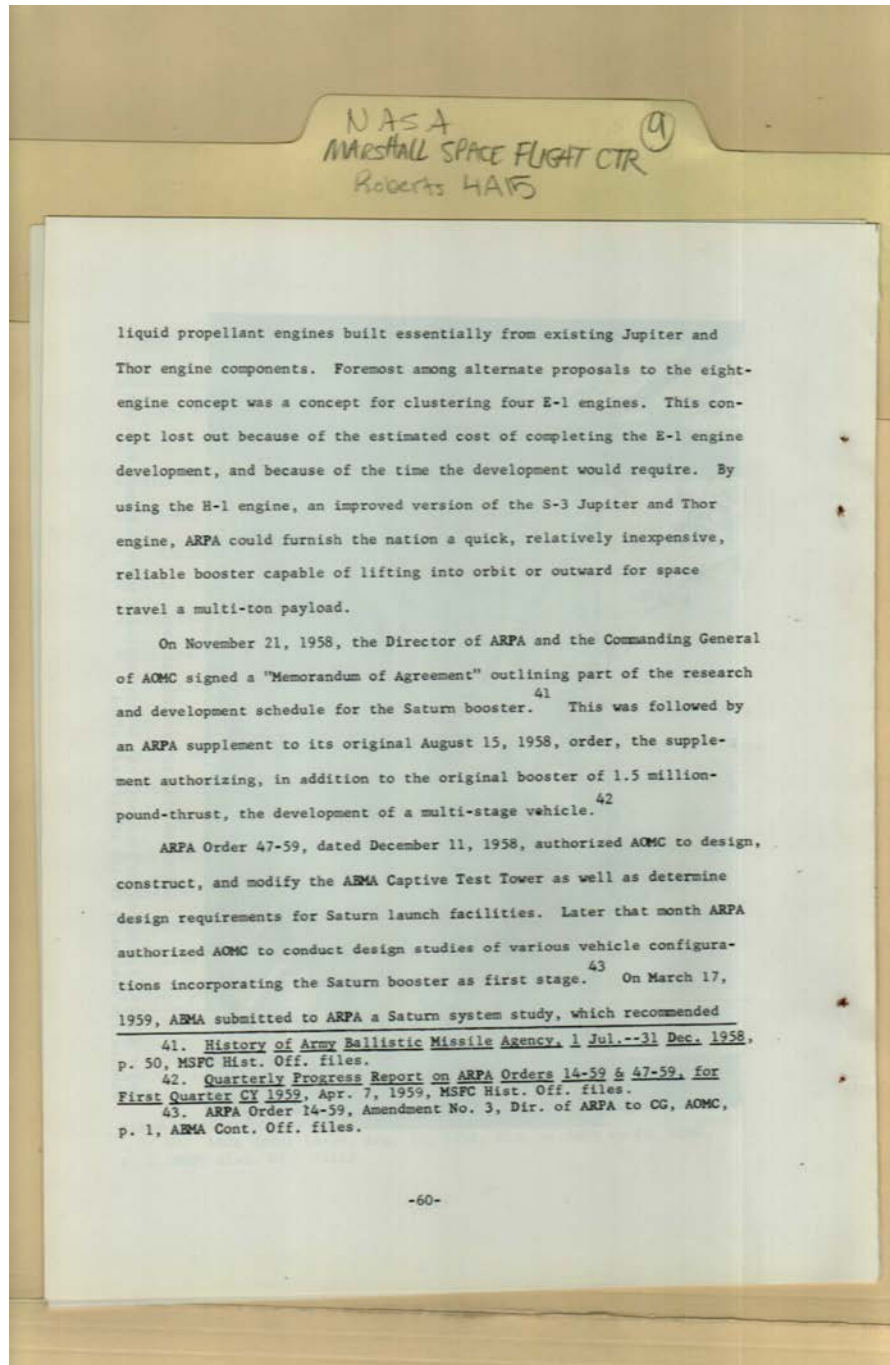 NASA
MARSHALL SPACE FLIGHT CTR
9
Roberts 4A15
liquid propellant engines built essentially from existing Jupiter and
Thor engine components. Foremost among alternate proposals to the eight-
engine concept was a concept for clustering four E-1 engines. This con-
cept lost out because of the estimated cost of completing the E-1 engine
development, and because of the time the development would require. By
using the H-1 engine, an improved version of the S-3 Jupiter and Thor
engine, ARPA could furnish the nation a quick, relatively inexpensive,
reliable booster capable of lifting into orbit or outward for space
travel a multi-ton payload.
On November 21, 1958, the Director of ARPA and the Commanding General
of AOMC signed a "Memorandum of Agreement" outlining part of the research
and development schedule for the Saturn booster.41 This was followed by
an ARPA supplement to its original August 15, 1958, order, the supple-
ment authorizing, in addition to the original booster of 1.5 million-
pound-thrust, the development of a multi-stage vehicle.42
ARPA Order 47-59, dated December 11, 1958, authorized AOMC to design,
construct, and modify the ABMA Captive Test Tower as well as determine
design requirements for Saturn launch facilities. Later that month ARPA
authorized AOMC to conduct design studies of various vehicle configura-
tions incorporating the Saturn booster as first stage.43 On March 17,
1959, ABMA submitted to ARPA a Saturn system study, which recommended
41. History of Army Ballistic Missile Agency, 1 Jul.--31 Dec. 1958,
p. 50, MSFC Hist. Off. files.
42. Quarterly Progress Report on ARPA Orders 14-59 & 47-59, for
First Quarter CY 1959, Apr. 7, 1959, MSFC Hist. Off. files.
43. ARPA Order 14-59, Amendment No. 3, Dir. of ARPA to CG, AOMC,
p. 1, ABMA Cont. Off. files.
-60-